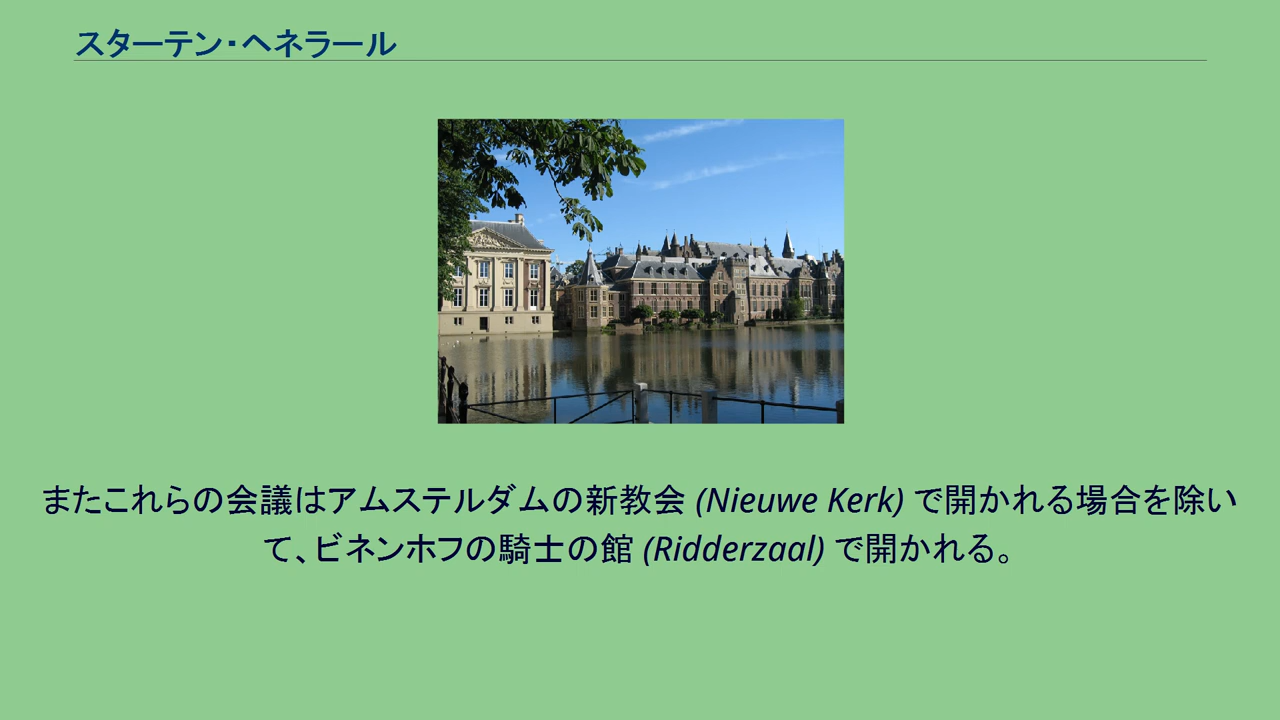 スターテン・ヘネラール
またこれらの会議はアムステルダムの新教会 (Nieuwe Kerk) で開かれる場合を除い
て、ビネンホフの騎士の館 (Ridderzaal) で開かれる。